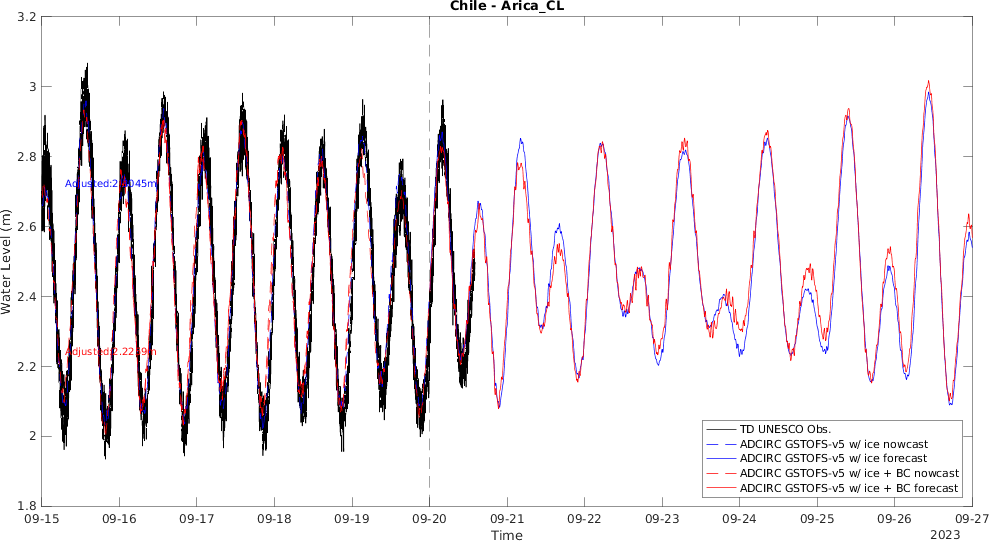 Chile - Arica_CL
3.2
3
2.8
2.6
2.4
2.2
2
1.8
Water Level (m)
Adjusted:2.2289m
09-15
09-16
09-17
09-18
09-19
09-20
09-21
09-22
09-23
09-24
09-25
09-26
09-27
Time
2023
TD UNESCO Obs.
ADCIRC GSTOFS-v5 w/ ice nowcast
ADCIRC GSTOFS-v5 w/ ice forecast
ADCIRC GSTOFS-v5 w/ ice + BC nowcast
ADCIRC GSTOFS-v5 w/ ice + BC forecast